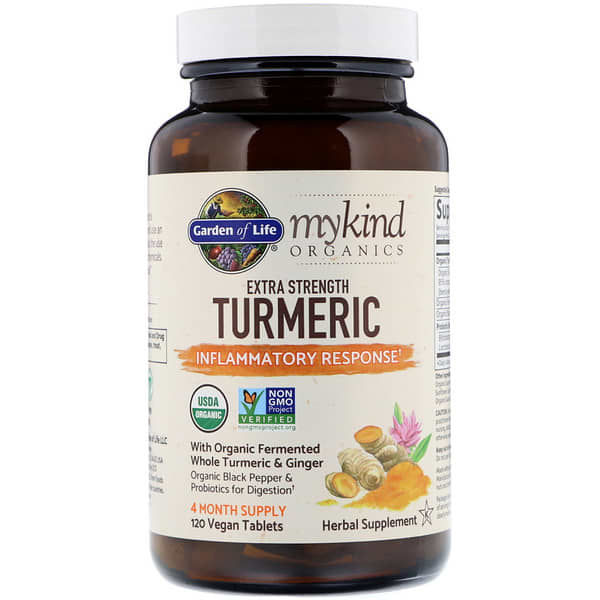 Garden of Life®
mykind
ORGANICS
EXTRA STRENGTH
TURMERIC
INFLAMMATORY RESPONSE†
USDA
ORGANIC
NON
GMO
Project
VERIFIED
nongmoproject.org
With Organic Fermented
Whole Turmeric & Ginger
Organic Black Pepper &
Probiotics for Digestion†
4 MONTH SUPPLY
120 Vegan Tablets
Herbal Supplement
K